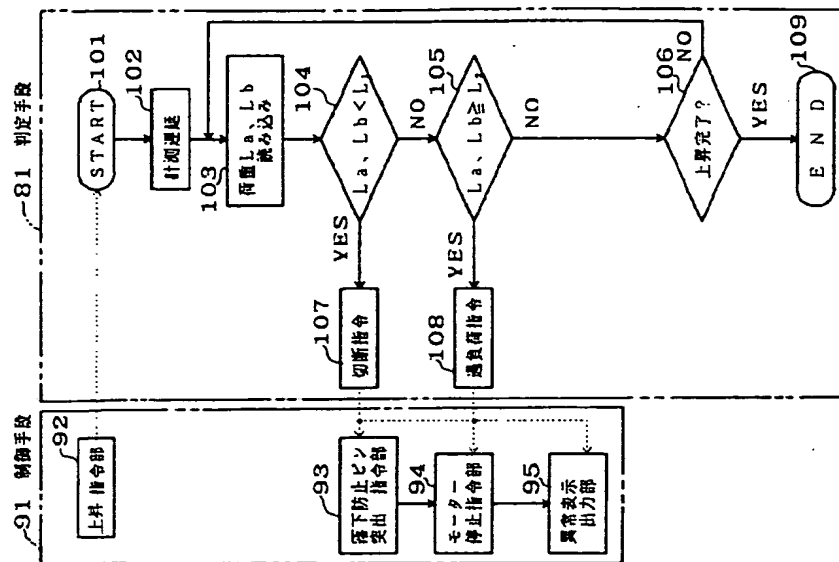 91 制御手段
92
上昇指令部
93
落下防止ピン
突出 指令部
94
モーター
停止指令部
95
異常表示
出力部
81 判定手段
START
101
102
計測遅延
103
荷重La、Lb
読み込み
104
La、Lb<L₁
YES
NO
107
切断指令
105
La、Lb≧L₂
YES
NO
108
過負荷指令
106
上昇完了?
NO
YES
END
109